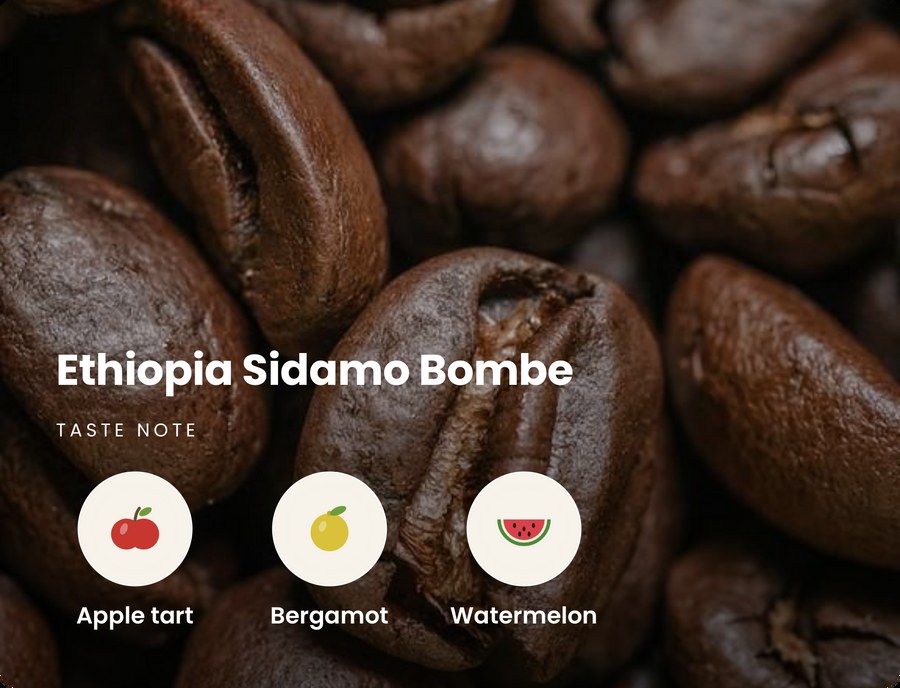 Ethiopia Sidamo Bombe
TASTE NOTE
Apple tart
Bergamot
Watermelon